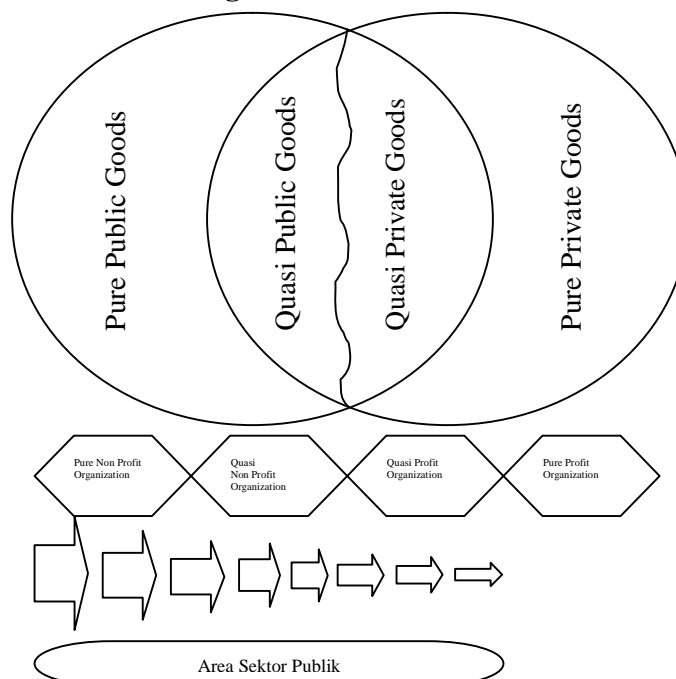 Pure Public Goods
Quasi Public Goods
Quasi Private Goods
Pure Private Goods
Pure Non Profit
Organization
Quasi
Non Profit
Organization
Quasi Profit
Organization
Pure Profit
Organization
Area Sektor Publik